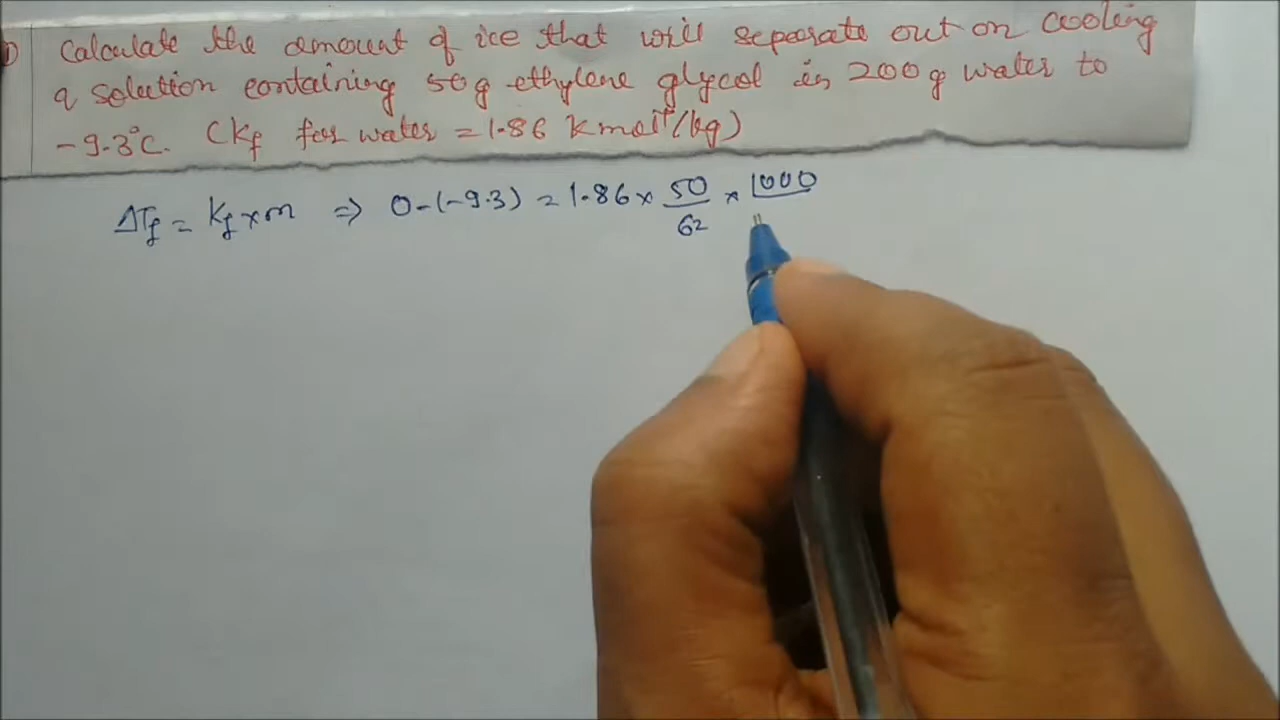 Calculate the amount of ice that will separate out on cooling
a solution containing 50g ethylene glycol in 200g water to
-9.3°C. (Kf for water = 1.86 K mol⁻¹/kg)
ΔTf = Kf × m ⇒ 0-(-9.3) = 1.86 × 50/62 × 1000